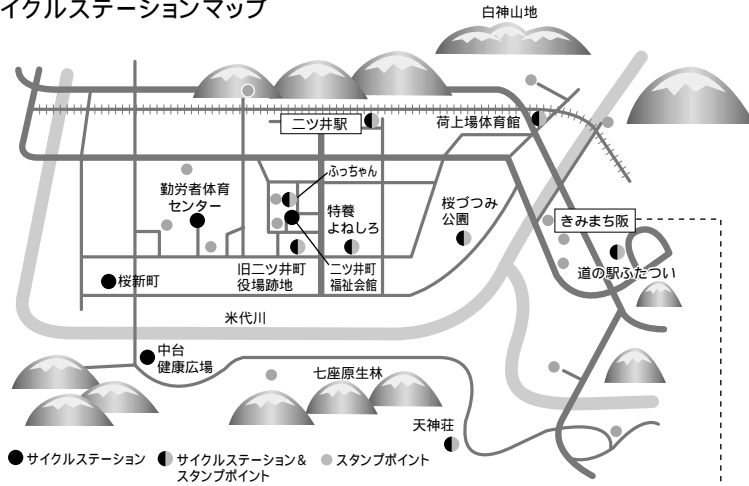 イクルステーションマップ
白神山地
二ツ井駅
荷上場体育館
ふっちゃん
勤労者体育
センター
特養
よねしろ
桜づつみ
公園
きみまち阪
道の駅ふたつい
旧二ツ井町
役場跡地
二ツ井町
福祉会館
桜新町
米代川
中台
健康広場
七座原生林
天神荘
サイクルステーション
サイクルステーション&
スタンプポイント
スタンプポイント